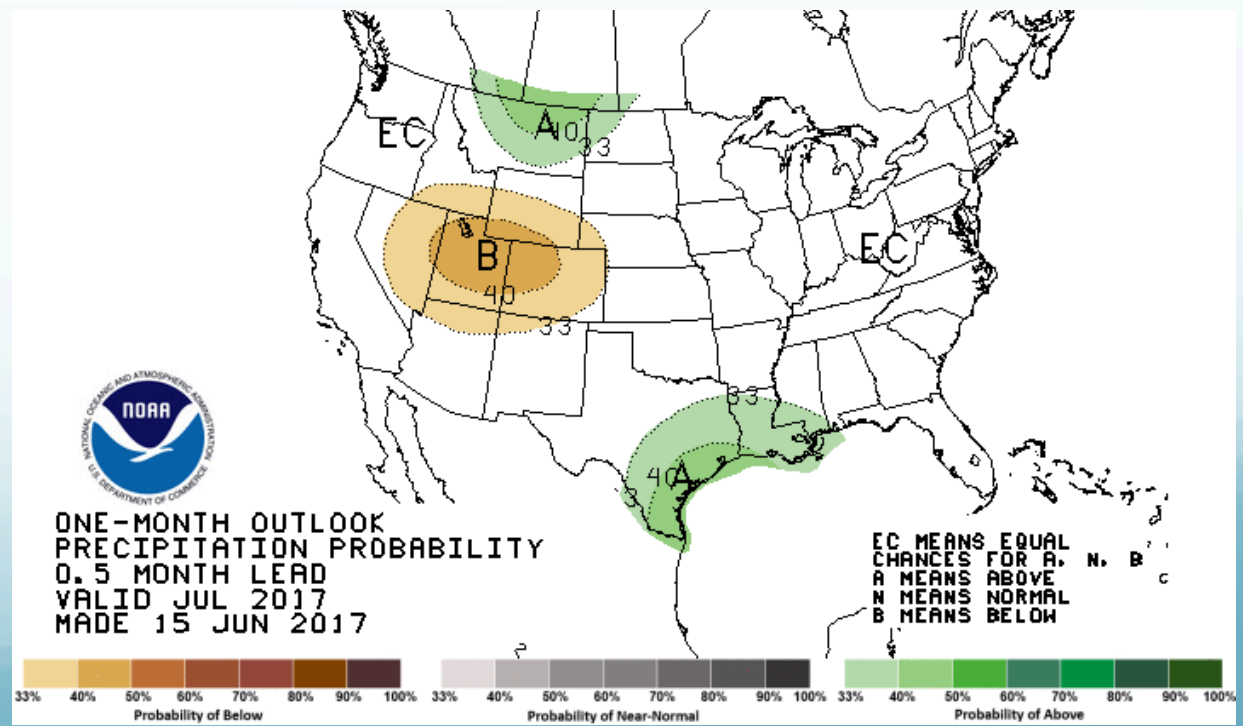 A 40
33
EC
B
EC
40
33
33
40 A
3
NATIONAL OCEANIC AND ATMOSPHERIC ADMINISTRATION
NOAA
U.S. DEPARTMENT OF COMMERCE
ONE-MONTH OUTLOOK
PRECIPITATION PROBABILITY
0.5 MONTH LEAD
VALID JUL 2017
MADE 15 JUN 2017
EC MEANS EQUAL
CHANCES FOR A, N, B
A MEANS ABOVE
N MEANS NORMAL
B MEANS BELOW
33% 40% 50% 60% 70% 80% 90% 100%
Probability of Below
33% 40% 50% 60% 70% 80% 90% 100%
Probability of Near-Normal
33% 40% 50% 60% 70% 80% 90% 100%
Probability of Above